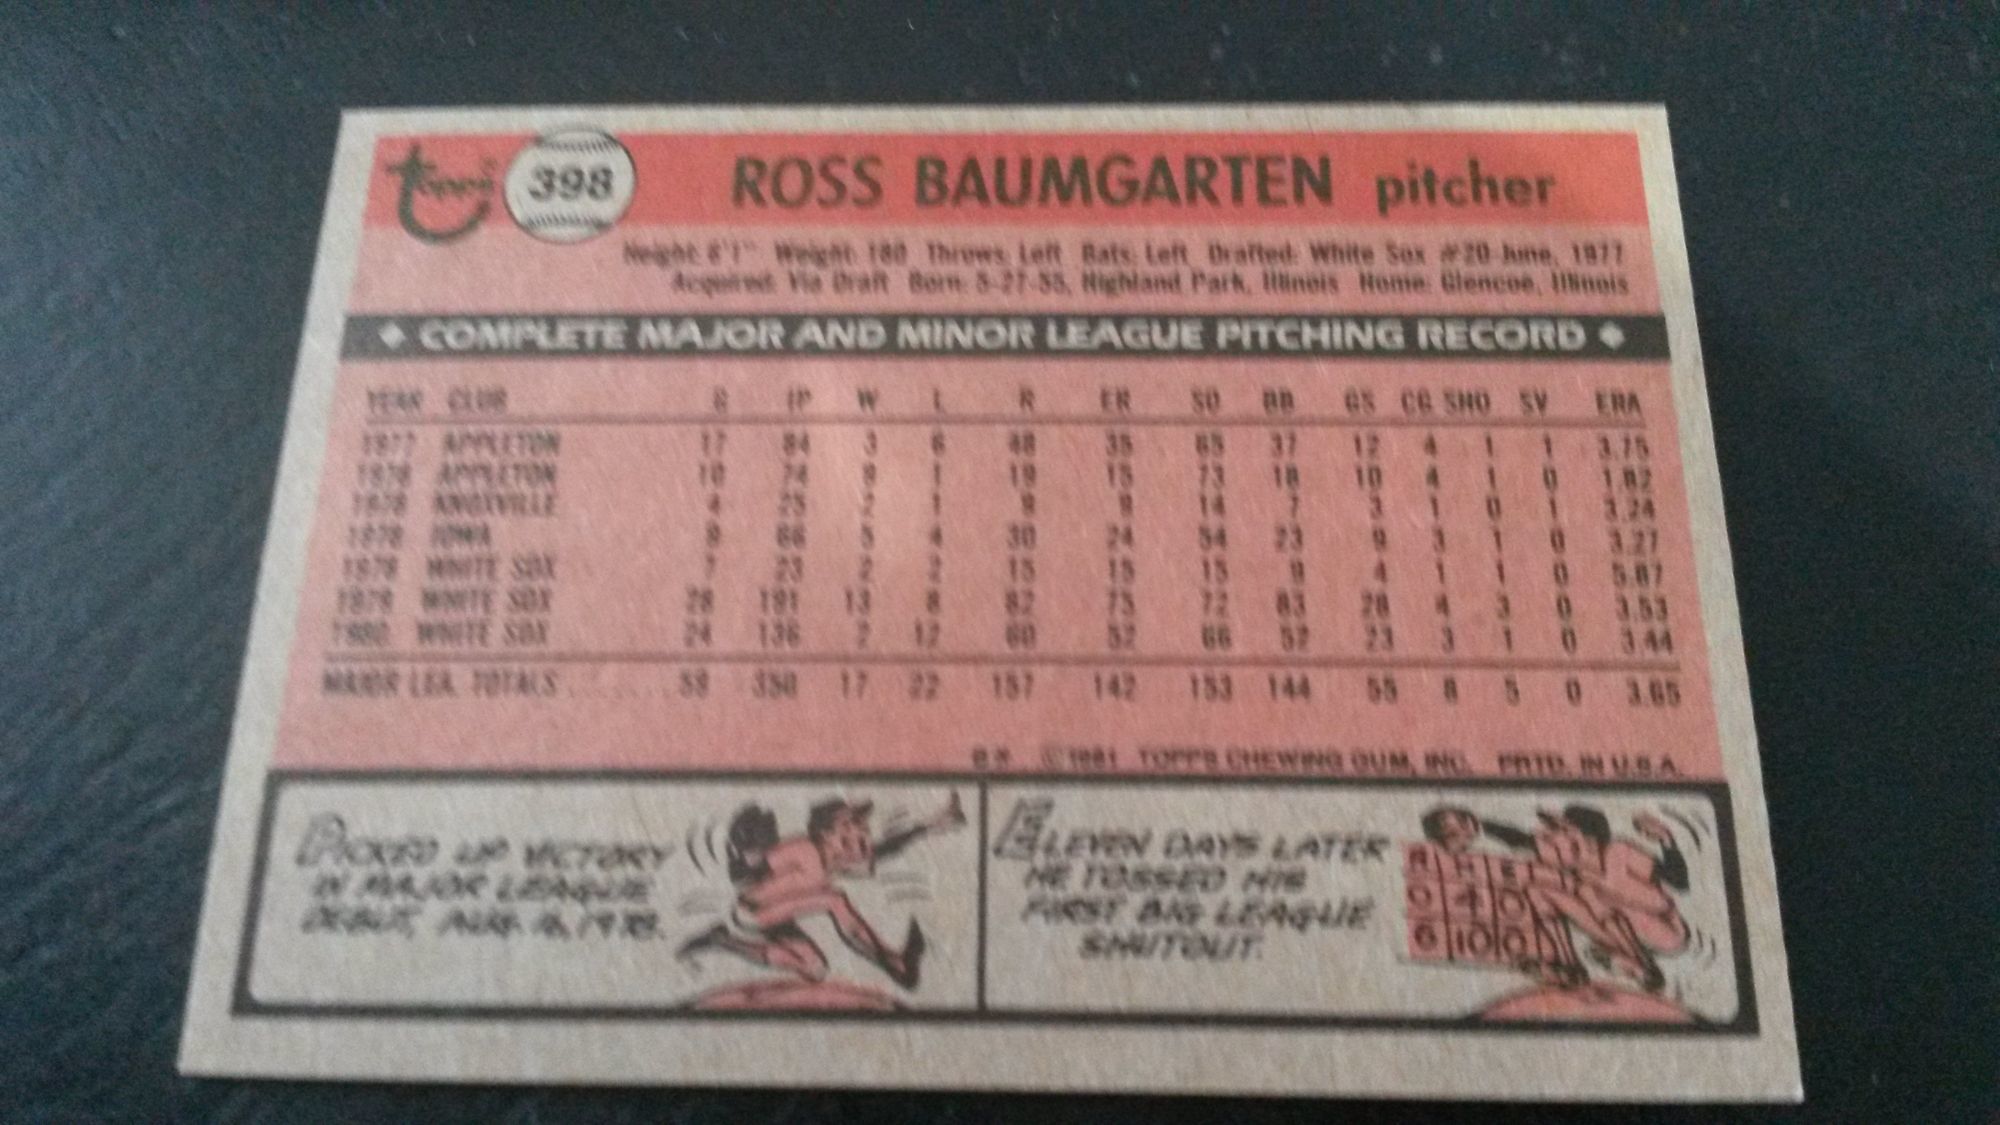 topps 398 ROSS BAUMGARTEN pitcher
Height: 6'1" Weight: 180 Throws: Left Bats: Left Drafted: White Sox #20-June, 1977
Acquired: Via Draft Born: 5-27-55, Highland Park, Illinois Home: Glencoe, Illinois
COMPLETE MAJOR AND MINOR LEAGUE PITCHING RECORD
YEAR CLUB G IP W L R ER SO BB GS CG SHO SV ERA
1977 APPLETON 17 84 3 6 48 35 65 37 12 4 1 1 3.75
1978 APPLETON 10 74 9 1 19 15 73 18 10 4 1 0 1.82
1978 KNOXVILLE 4 25 2 1 9 9 14 7 3 1 0 1 3.24
1978 IOWA 9 66 5 4 30 24 54 23 9 3 1 0 3.27
1978 WHITE SOX 7 23 2 2 15 15 15 9 4 1 1 0 5.87
1979 WHITE SOX 28 191 13 8 82 75 72 83 28 4 3 0 3.53
1980 WHITE SOX 24 136 2 12 60 52 66 52 23 3 1 0 3.44
MAJOR LEA. TOTALS 59 350 17 22 157 142 153 144 55 8 5 0 3.65
©1981 TOPPS CHEWING GUM, INC. PRTD. IN U.S.A.
PICKED UP VICTORY
IN MAJOR LEAGUE
DEBUT, AUG. 16, 1978.
ELEVEN DAYS LATER
HE TOSSED HIS
FIRST BIG LEAGUE
SHUTOUT.
R H E
0 4 0
6 10 0